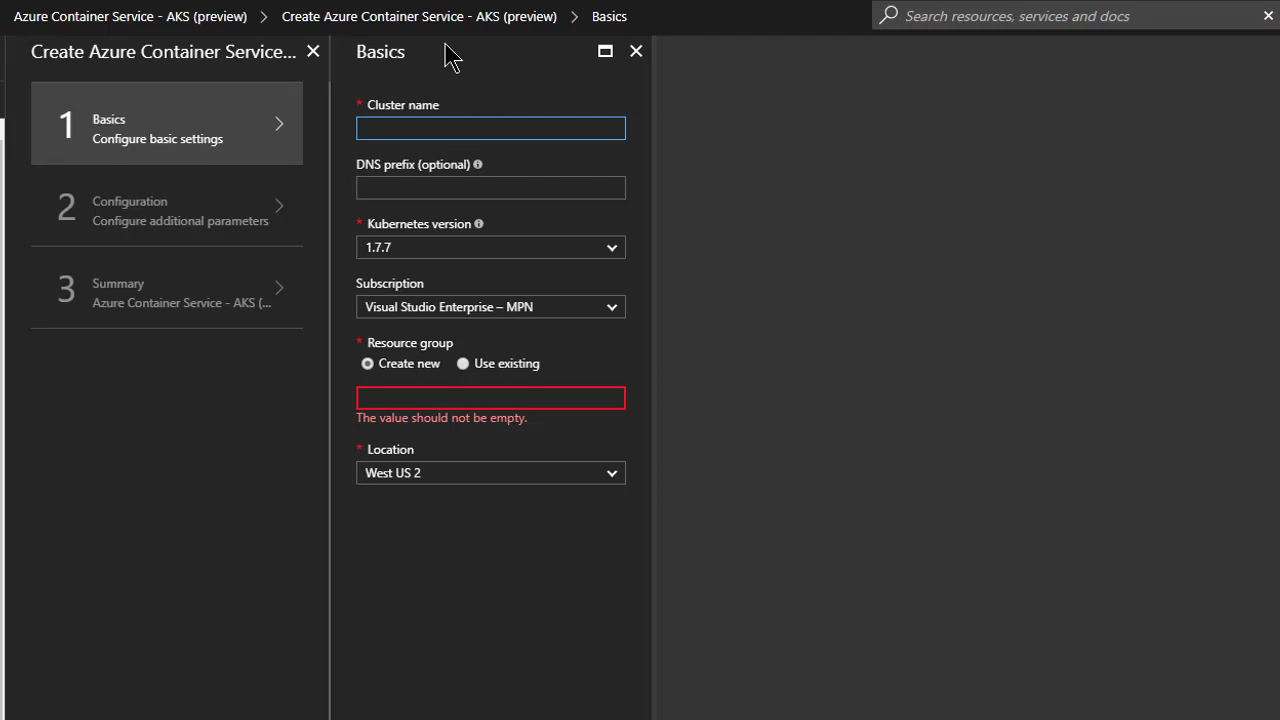 Azure Container Service - AKS (preview) > Create Azure Container Service - AKS (preview) > Basics
Search resources, services and docs
Create Azure Container Service...
1
Basics
Configure basic settings
2
Configuration
Configure additional parameters
3
Summary
Azure Container Service - AKS (...
Basics
* Cluster name
DNS prefix (optional)
* Kubernetes version
1.7.7
Subscription
Visual Studio Enterprise – MPN
* Resource group
Create new Use existing
The value should not be empty.
* Location
West US 2